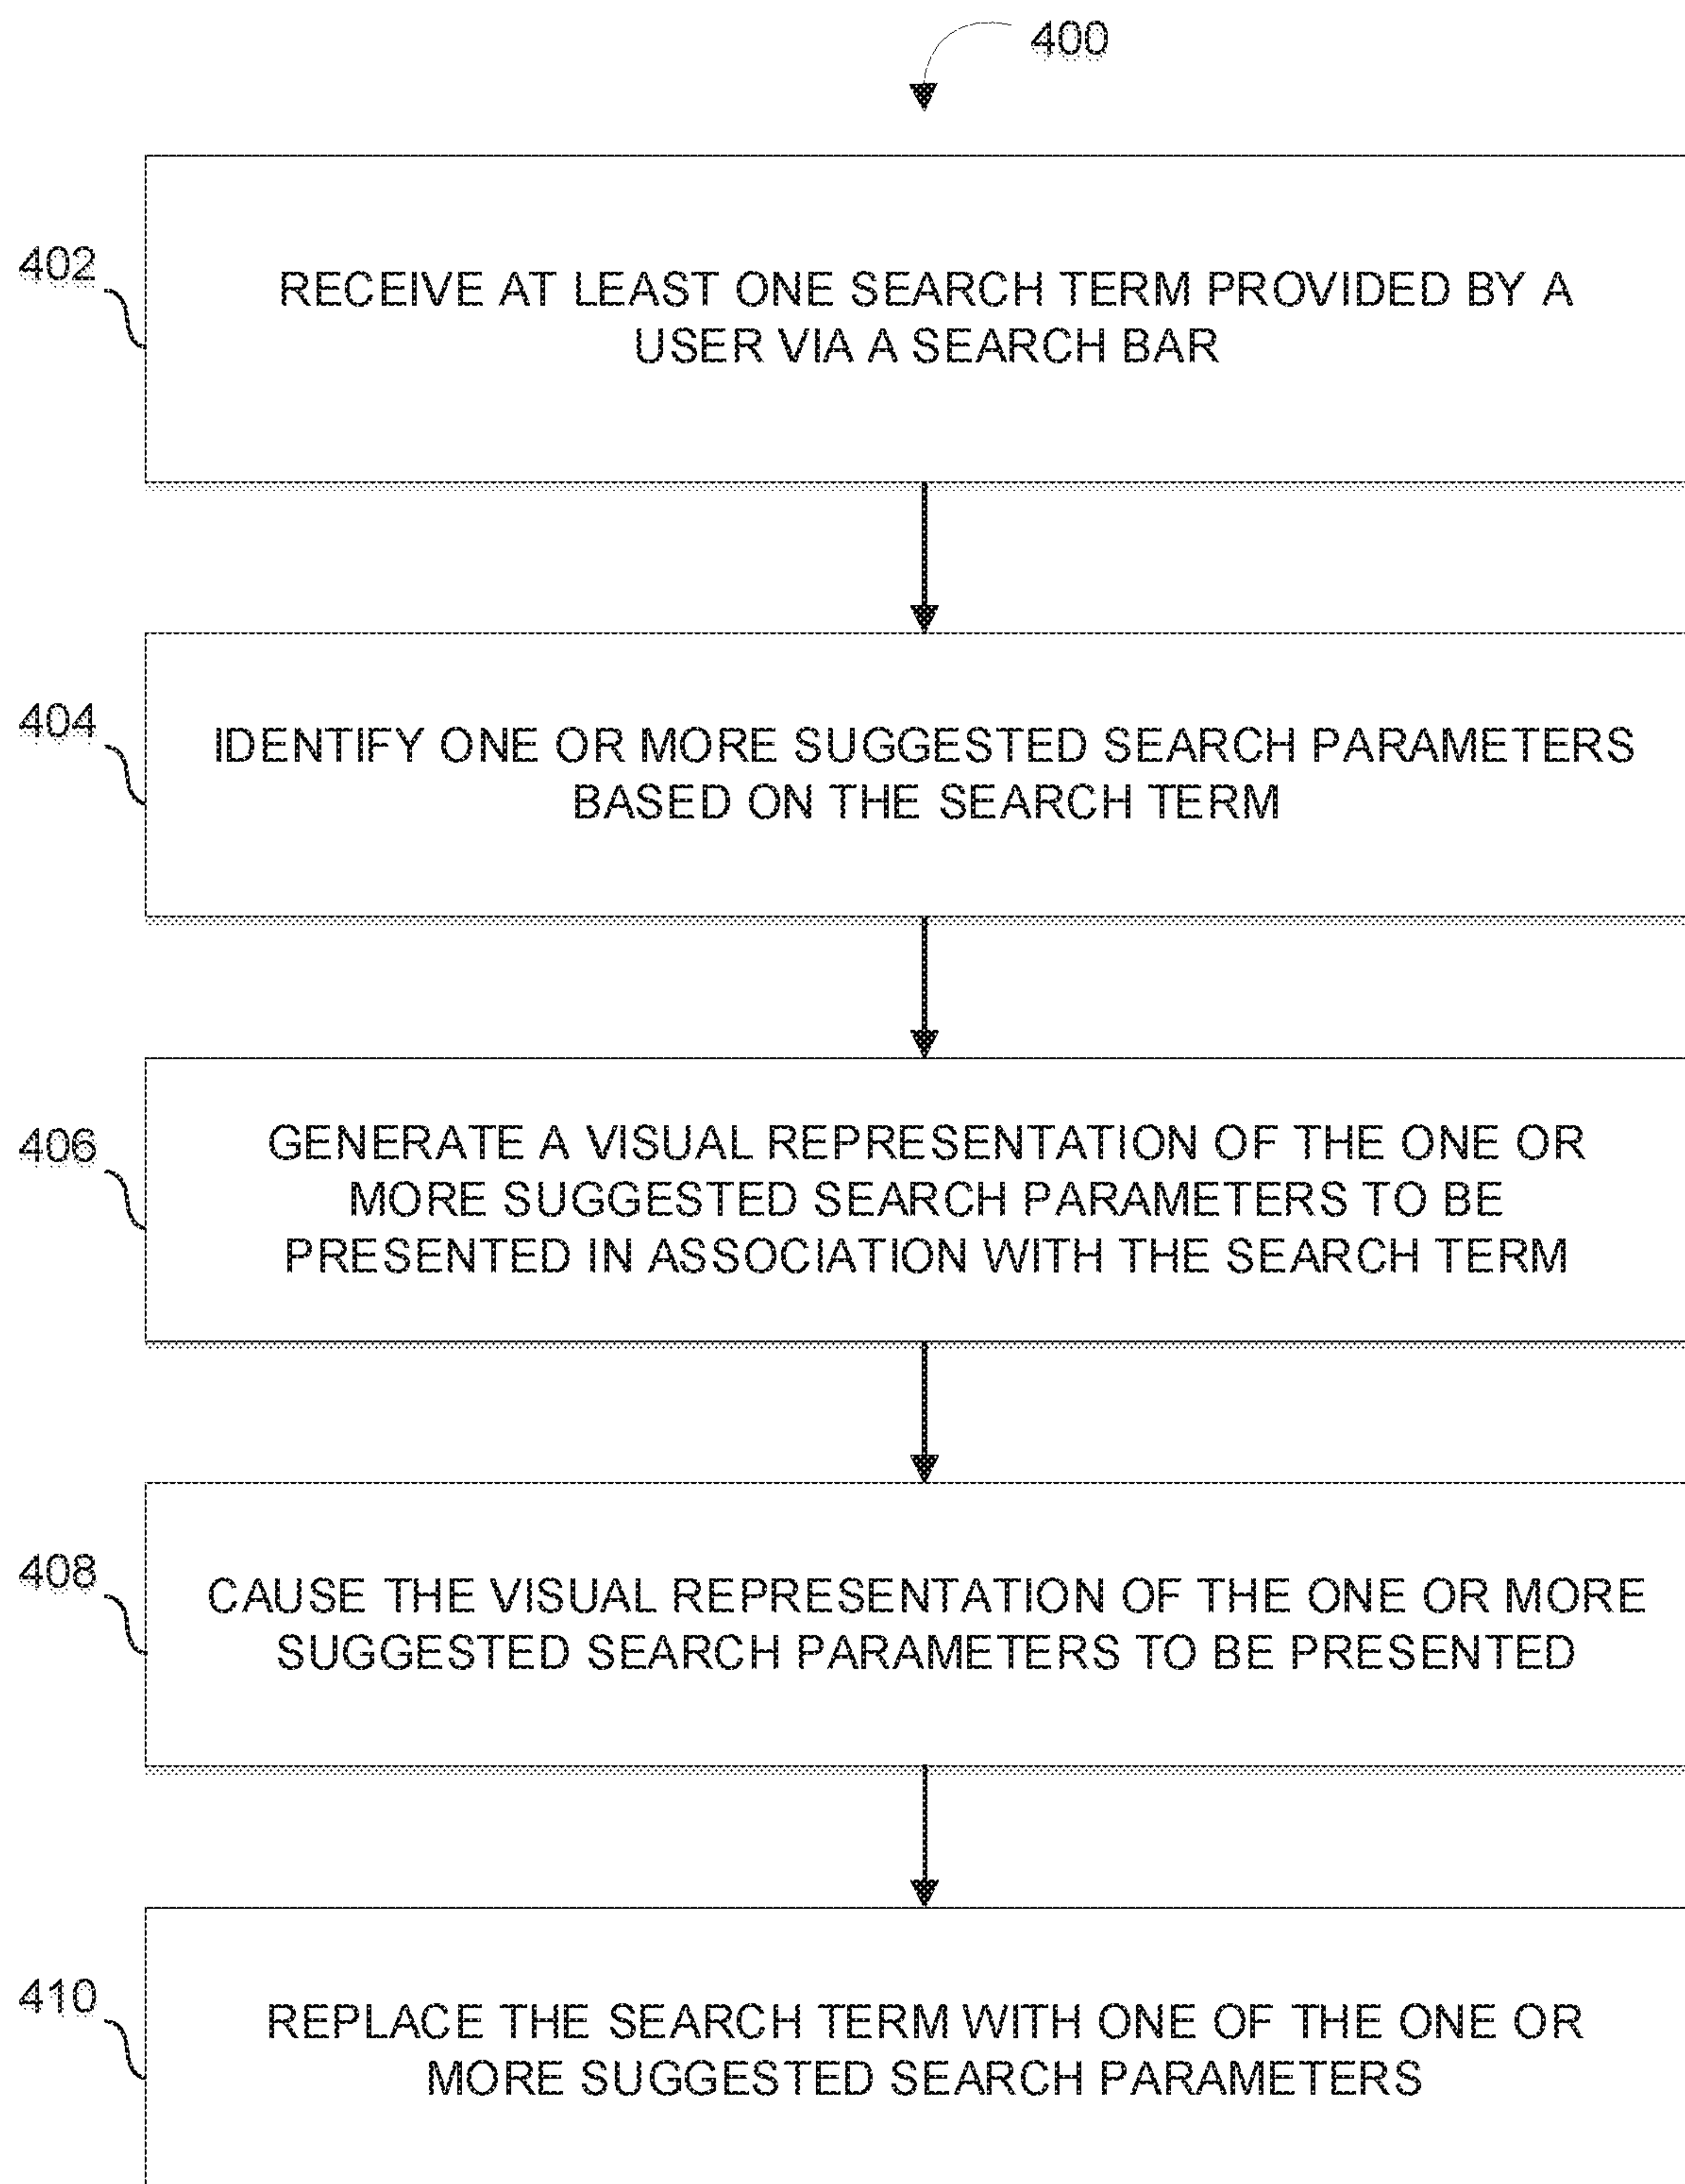 400
402
RECEIVE AT LEAST ONE SEARCH TERM PROVIDED BY A
USER VIA A SEARCH BAR
404
IDENTIFY ONE OR MORE SUGGESTED SEARCH PARAMETERS
BASED ON THE SEARCH TERM
406
GENERATE A VISUAL REPRESENTATION OF THE ONE OR
MORE SUGGESTED SEARCH PARAMETERS TO BE
PRESENTED IN ASSOCIATION WITH THE SEARCH TERM
408
CAUSE THE VISUAL REPRESENTATION OF THE ONE OR MORE
SUGGESTED SEARCH PARAMETERS TO BE PRESENTED
410
REPLACE THE SEARCH TERM WITH ONE OF THE ONE OR
MORE SUGGESTED SEARCH PARAMETERS